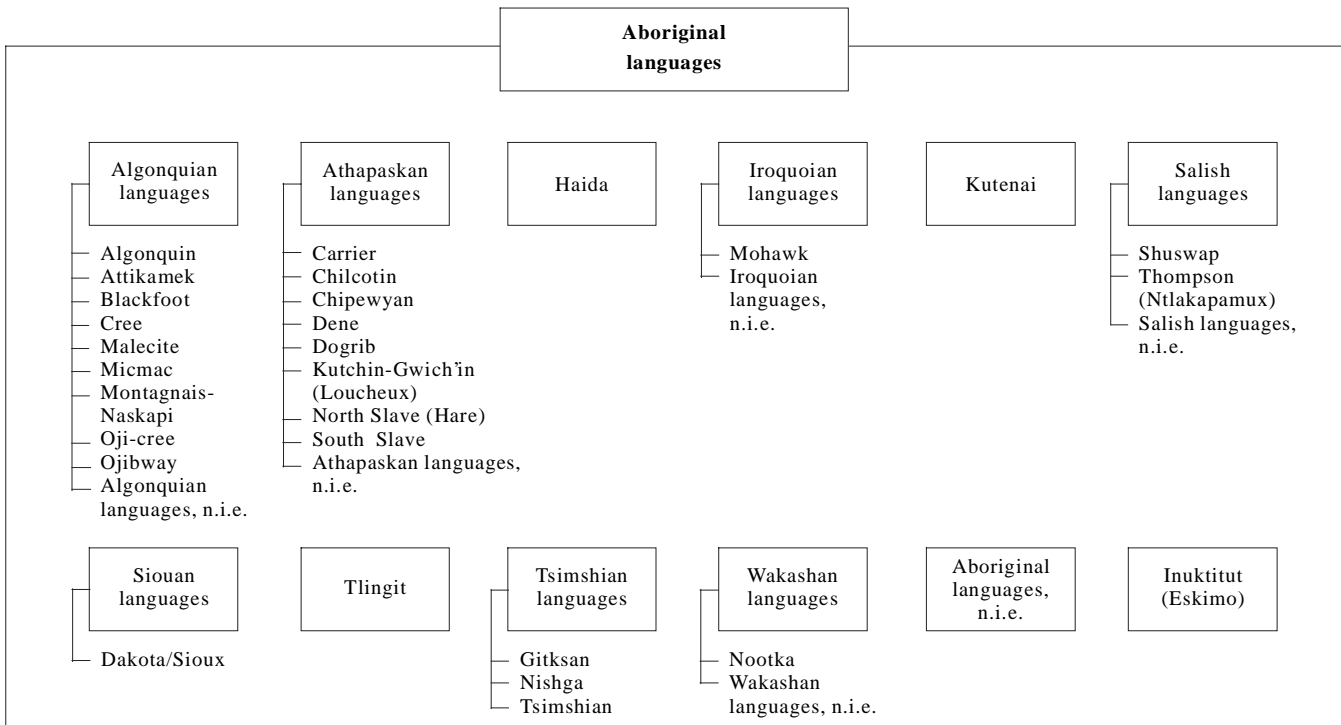 Aboriginal
languages
Algonquian
languages
Algonquin
Attikamek
Blackfoot
Cree
Malecite
Micmac
Montagnais-
Naskapi
Oji-cree
Ojibway
Algonquian
languages, n.i.e.
Athapaskan
languages
Carrier
Chilcotin
Chipewyan
Dene
Dogrib
Kutchin-Gwich'in
(Loucheux)
North Slave (Hare)
South Slave
Athapaskan languages,
n.i.e.
Haida
Iroquoian
languages
Mohawk
Iroquoian
languages,
n.i.e.
Kutenai
Salish
languages
Shuswap
Thompson
(Ntlakapamux)
Salish languages,
n.i.e.
Siouan
languages
Dakota/Sioux
Tlingit
Tsimshian
languages
Gitksan
Nishga
Tsimshian
Wakashan
languages
Nootka
Wakashan
languages, n.i.e.
Aboriginal
languages,
n.i.e.
Inuktitut
(Eskimo)